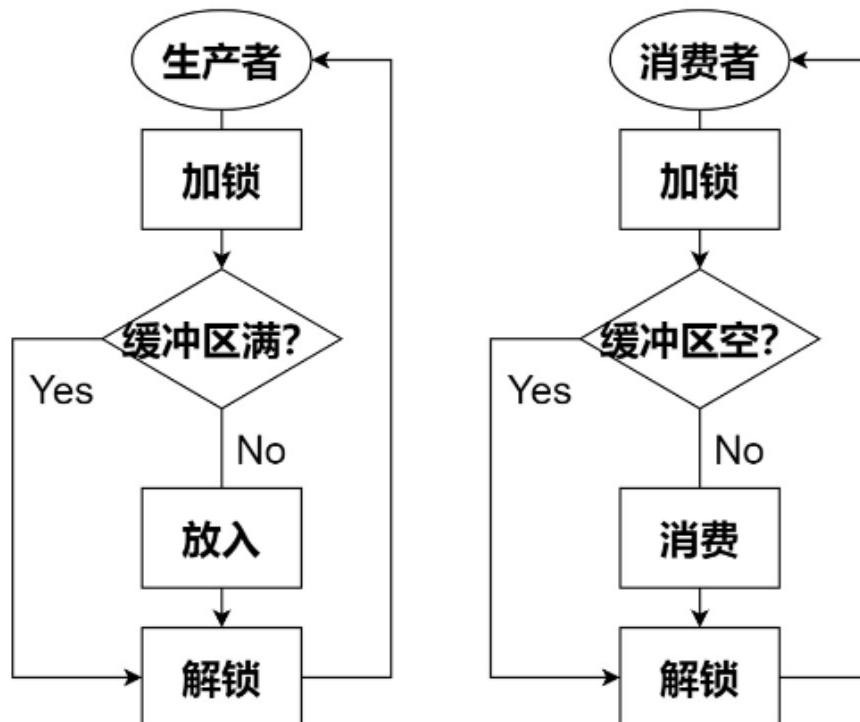 生产者
加锁
缓冲区满?
Yes
No
放入
解锁
消费者
加锁
缓冲区空?
Yes
No
消费
解锁